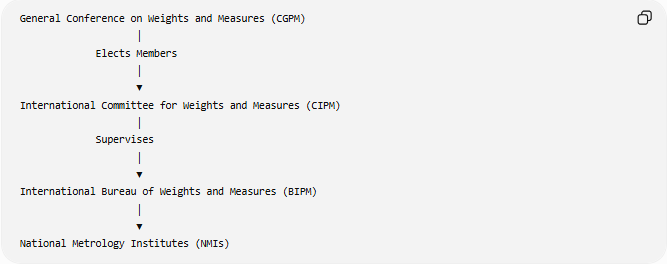 General Conference on Weights and Measures (CGPM)
│
Elects Members
│
▼
International Committee for Weights and Measures (CIPM)
│
Supervises
│
▼
International Bureau of Weights and Measures (BIPM)
│
▼
National Metrology Institutes (NMIs)